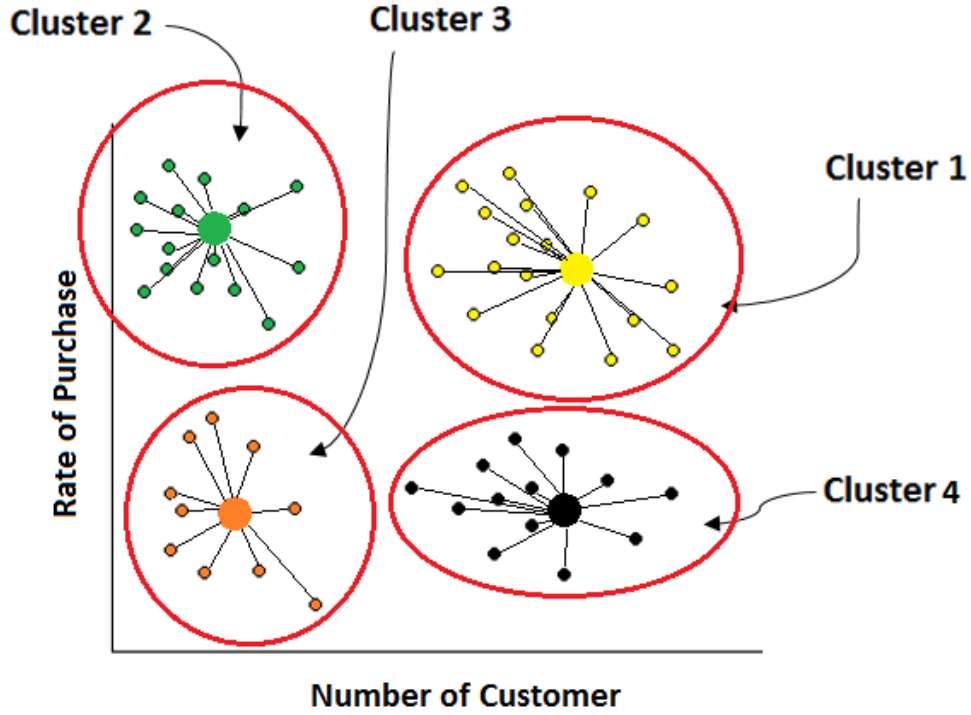 Cluster 2
Cluster 3
Cluster 1
Rate of Purchase
Cluster 4
Number of Customer